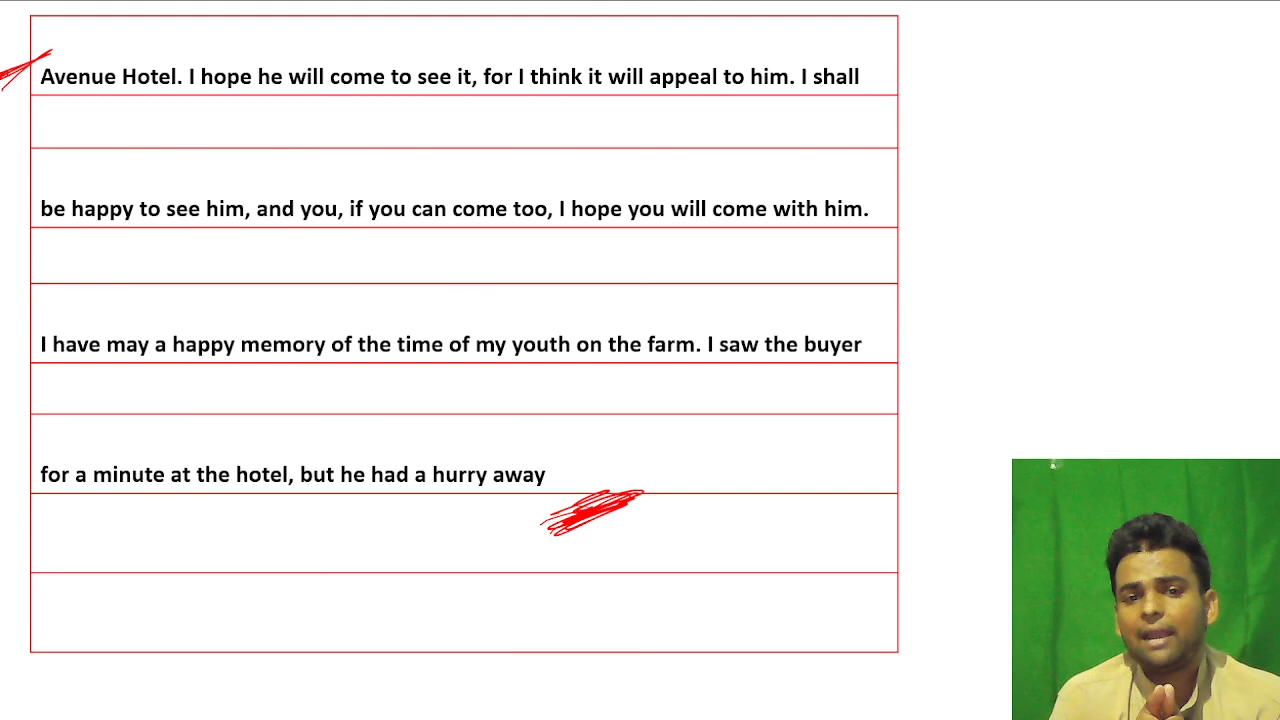 Avenue Hotel. I hope he will come to see it, for I think it will appeal to him. I shall
be happy to see him, and you, if you can come too, I hope you will come with him.
I have may a happy memory of the time of my youth on the farm. I saw the buyer
for a minute at the hotel, but he had a hurry away